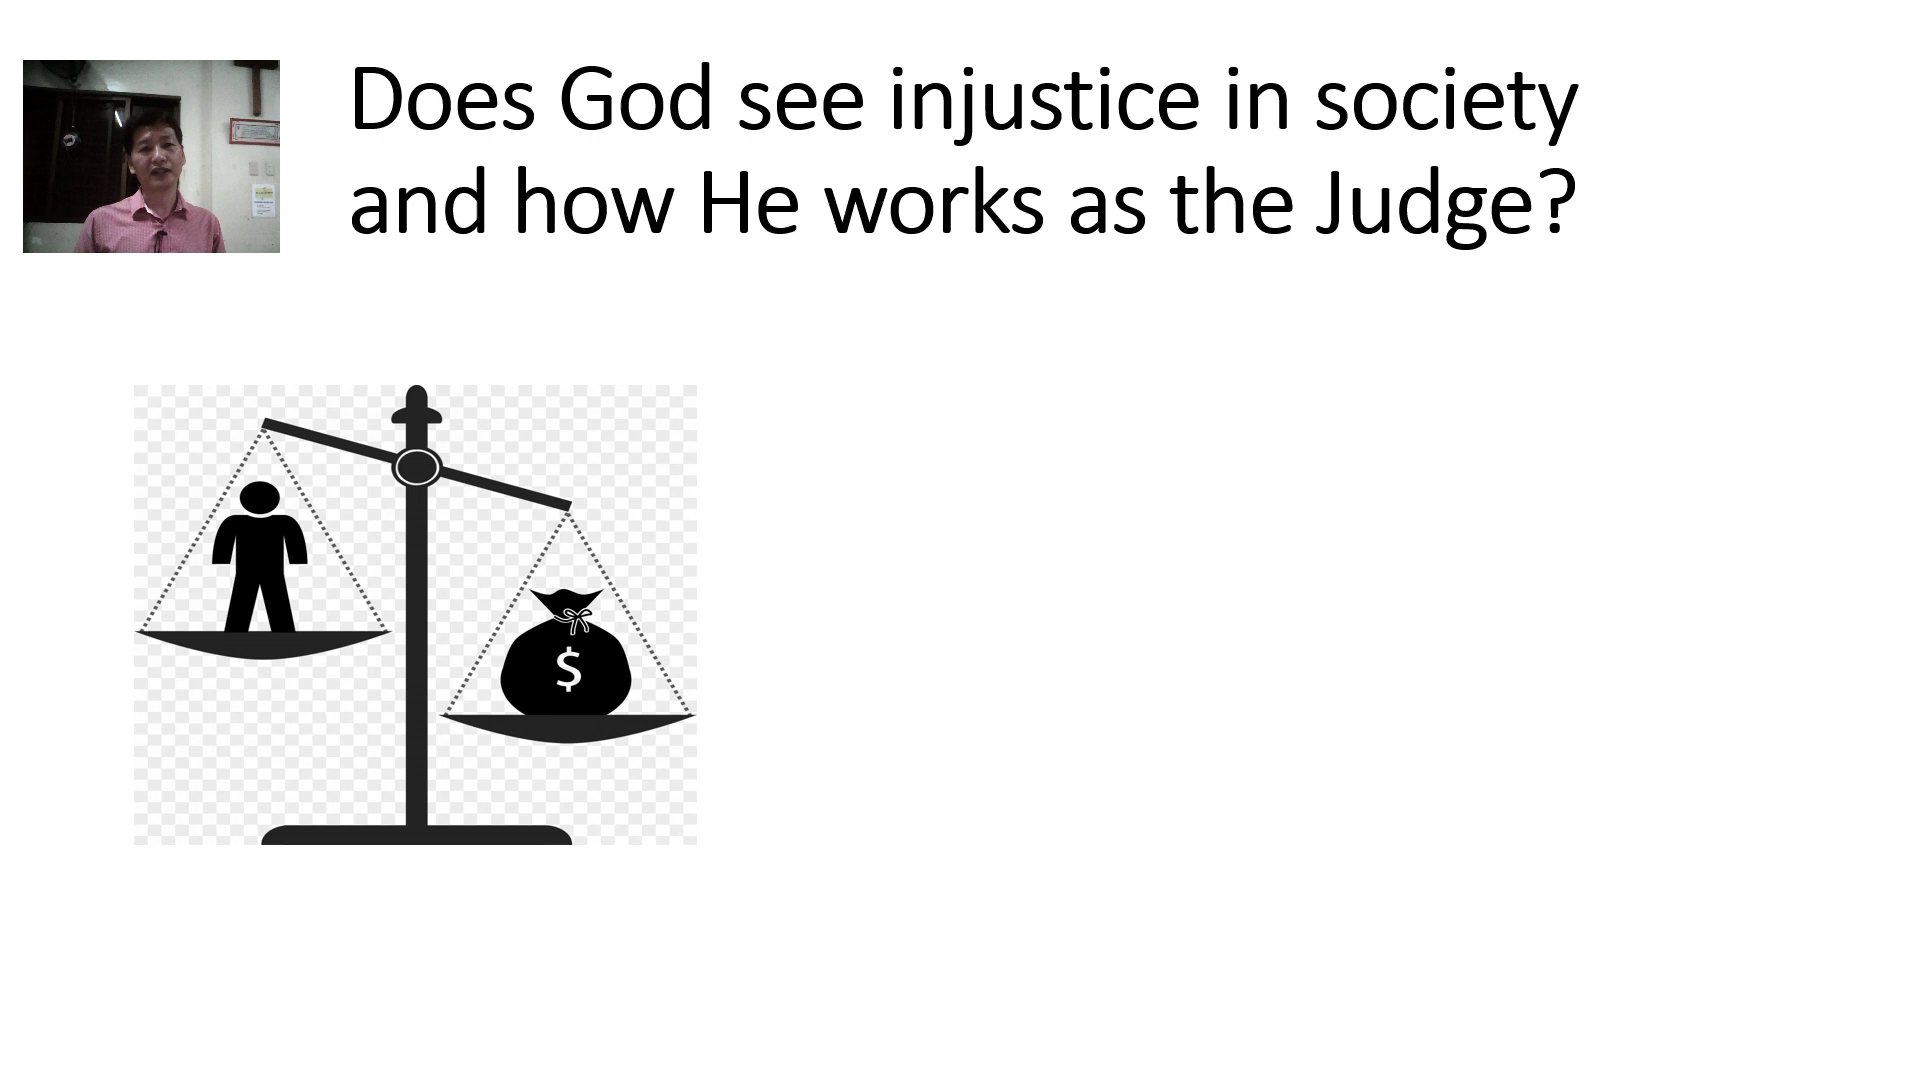 Does God see injustice in society
and how He works as the Judge?
$